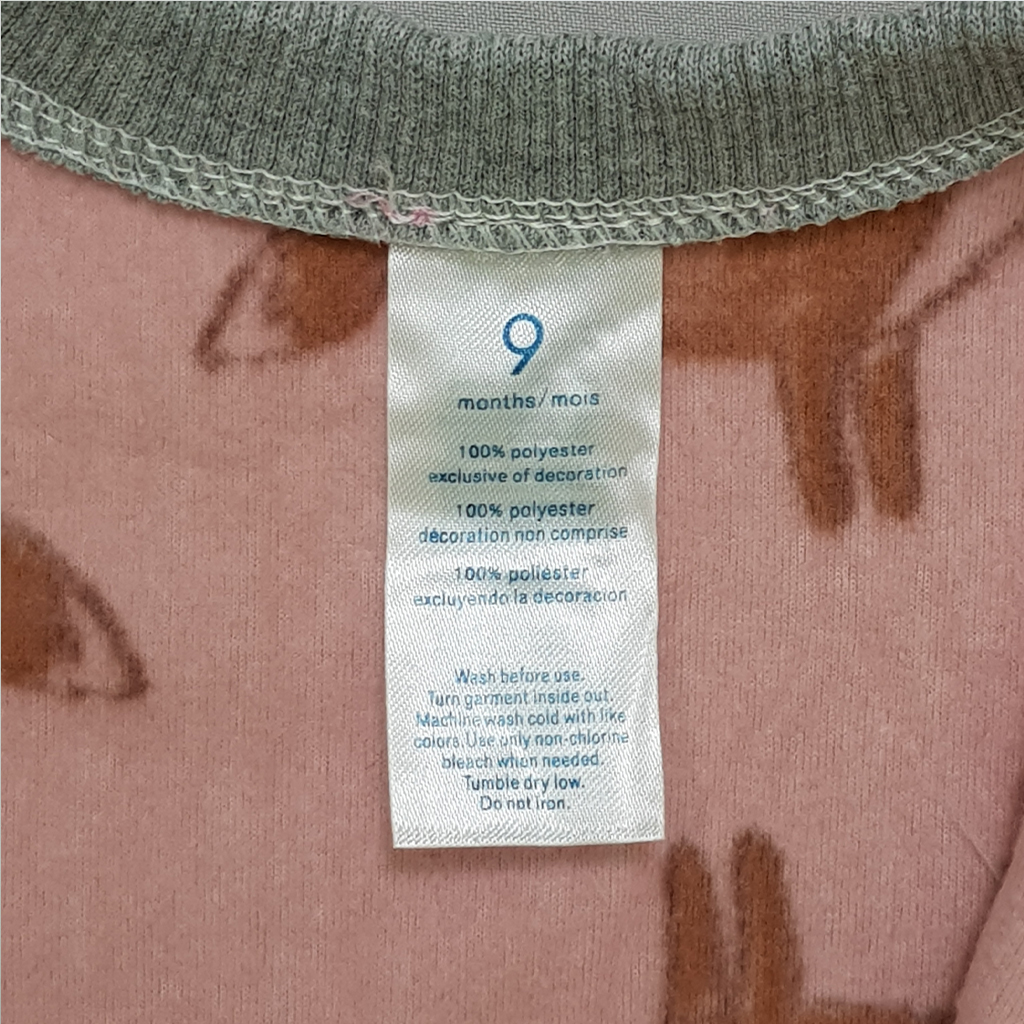 9
months/mois
100% polyester
exclusive of decoration
100% polyester
décoration non comprise
100% poliéster
excluyendo la decoración
Wash before use.
Turn garment inside out.
Machine wash cold with like
colors. Use only non-chlorine
bleach when needed.
Tumble dry low.
Do not iron.